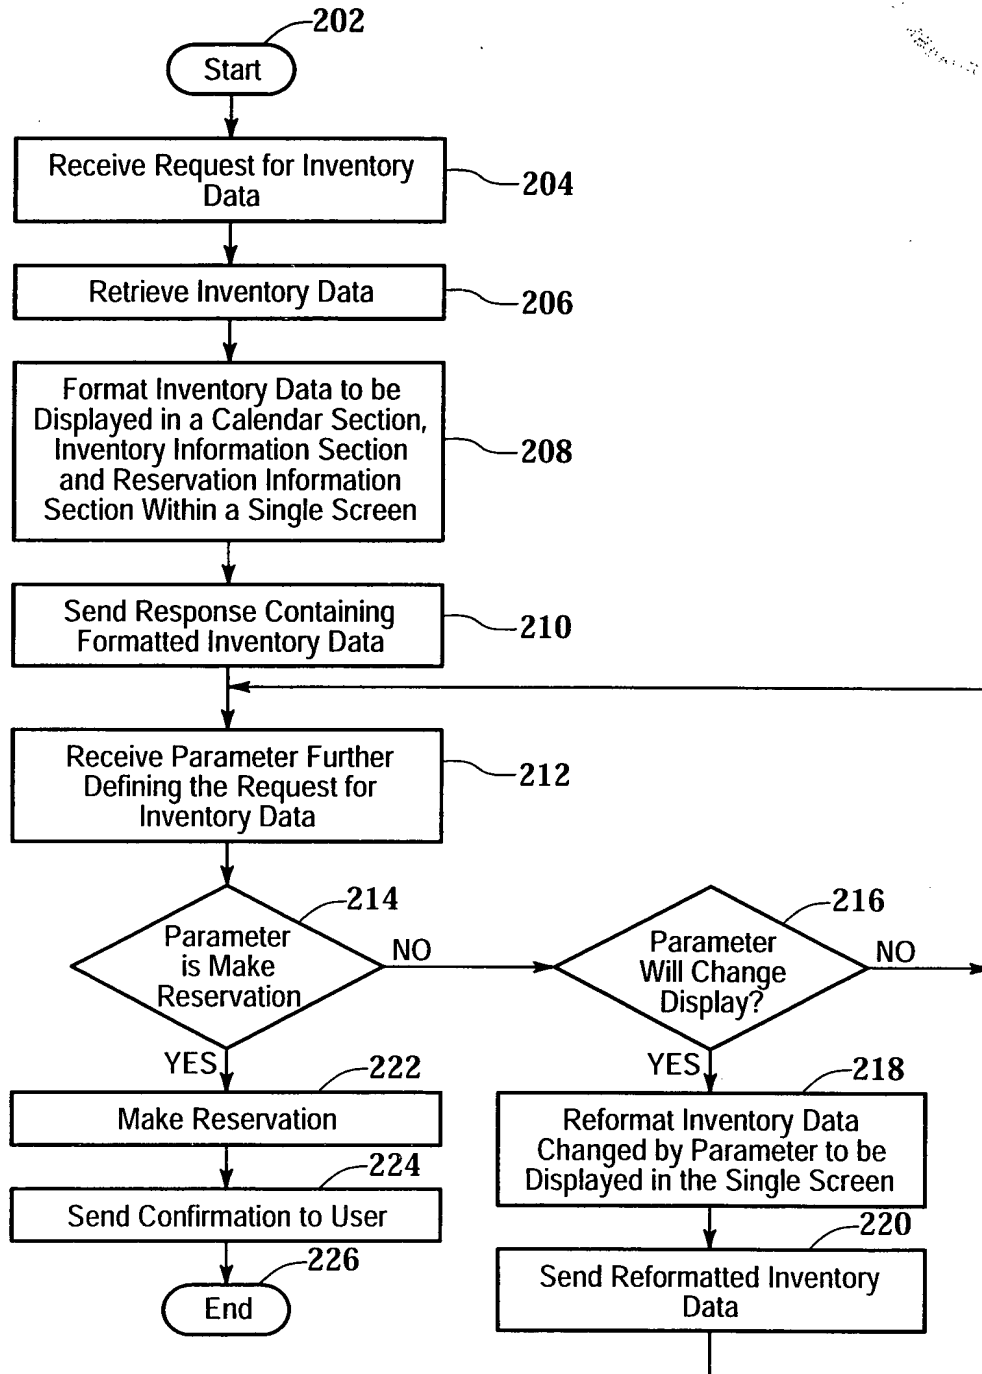 202
Start
Receive Request for Inventory
Data
204
Retrieve Inventory Data
206
Format Inventory Data to be
Displayed in a Calendar Section,
Inventory Information Section
and Reservation Information
Section Within a Single Screen
208
Send Response Containing
Formatted Inventory Data
210
Receive Parameter Further
Defining the Request for
Inventory Data
212
214
Parameter
is Make
Reservation
NO
216
Parameter
Will Change
Display?
NO
YES
222
Make Reservation
224
Send Confirmation to User
226
End
YES
218
Reformat Inventory Data
Changed by Parameter to be
Displayed in the Single Screen
220
Send Reformatted Inventory
Data